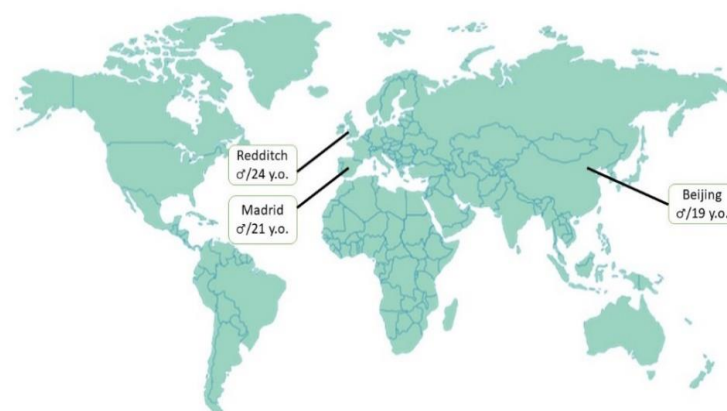 Redditch
♂/24 y.o.
Madrid
♂/21 y.o.
Beijing
♂/19 y.o.